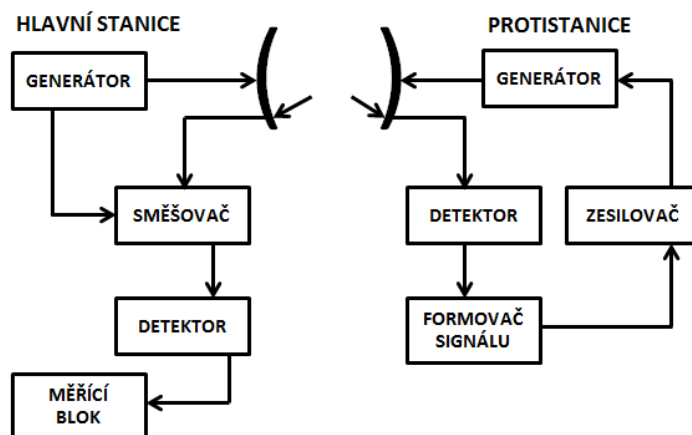 HLAVNÍ STANICE
GENERÁTOR
SMĚŠOVAČ
DETEKTOR
MĚŘÍCÍ
BLOK
PROTISTANICE
GENERÁTOR
DETEKTOR
ZESILOVAČ
FORMOVAČ
SIGNÁLU